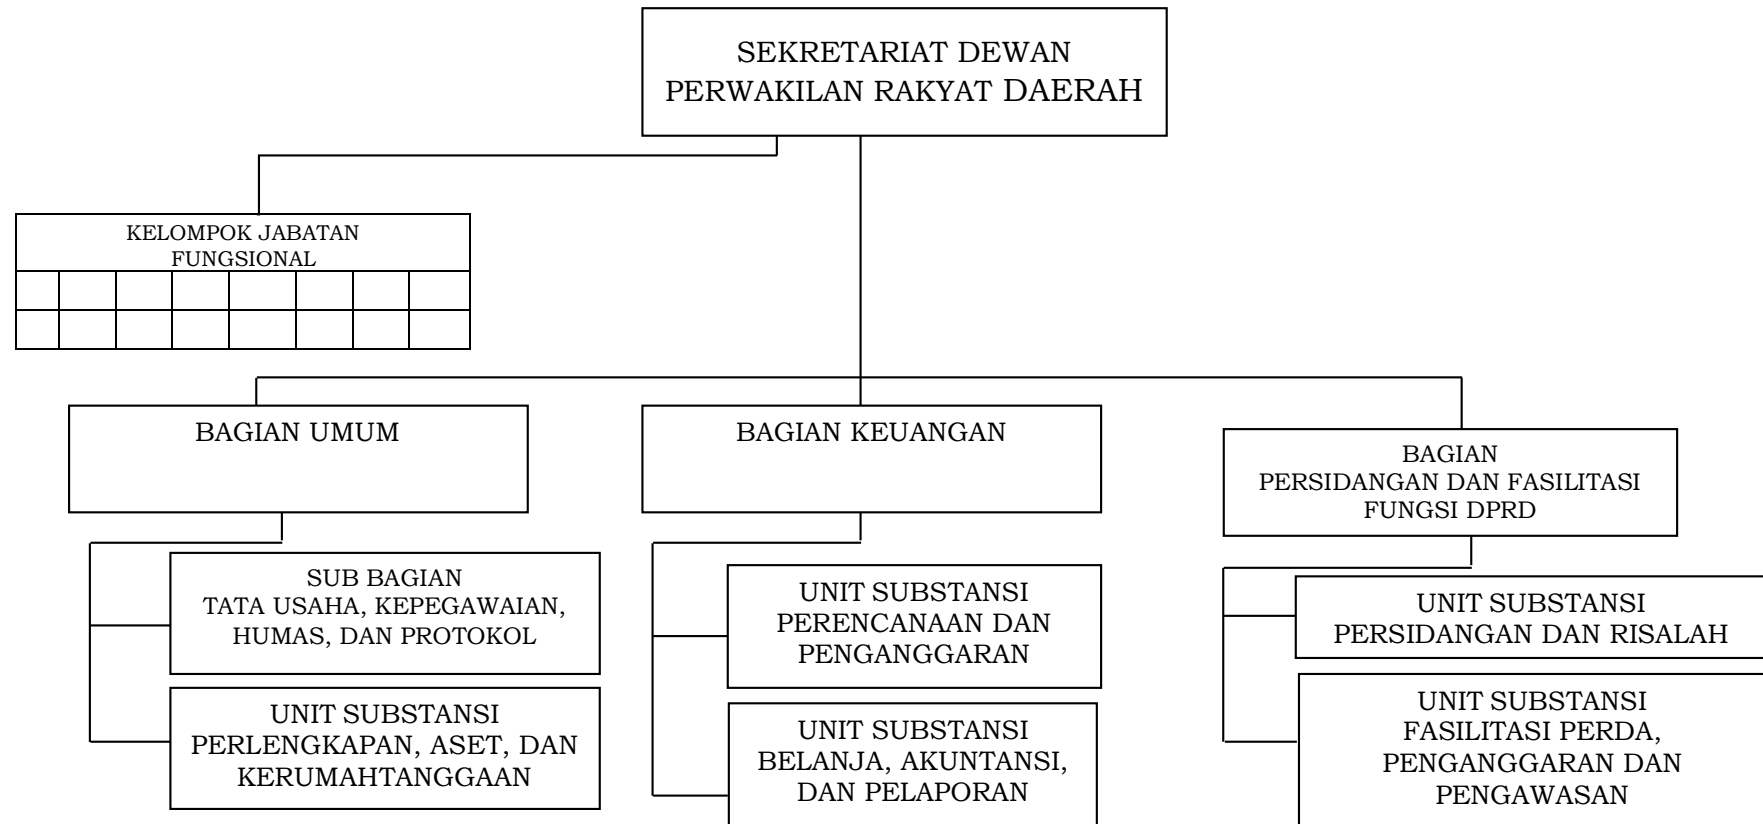 SEKRETARIAT DEWAN
PERWAKILAN RAKYAT DAERAH
KELOMPOK JABATAN
FUNGSIONAL
BAGIAN UMUM
BAGIAN KEUANGAN
BAGIAN
PERSIDANGAN DAN FASILITASI
FUNGSI DPRD
SUB BAGIAN
TATA USAHA, KEPEGAWAIAN,
HUMAS, DAN PROTOKOL
UNIT SUBSTANSI
PERLENGKAPAN, ASET, DAN
KERUMAHTANGGAAN
UNIT SUBSTANSI
PERENCANAAN DAN
PENGANGGARAN
UNIT SUBSTANSI
BELANJA, AKUNTANSI,
DAN PELAPORAN
UNIT SUBSTANSI
PERSIDANGAN DAN RISALAH
UNIT SUBSTANSI
FASILITASI PERDA,
PENGANGGARAN DAN
PENGAWASAN